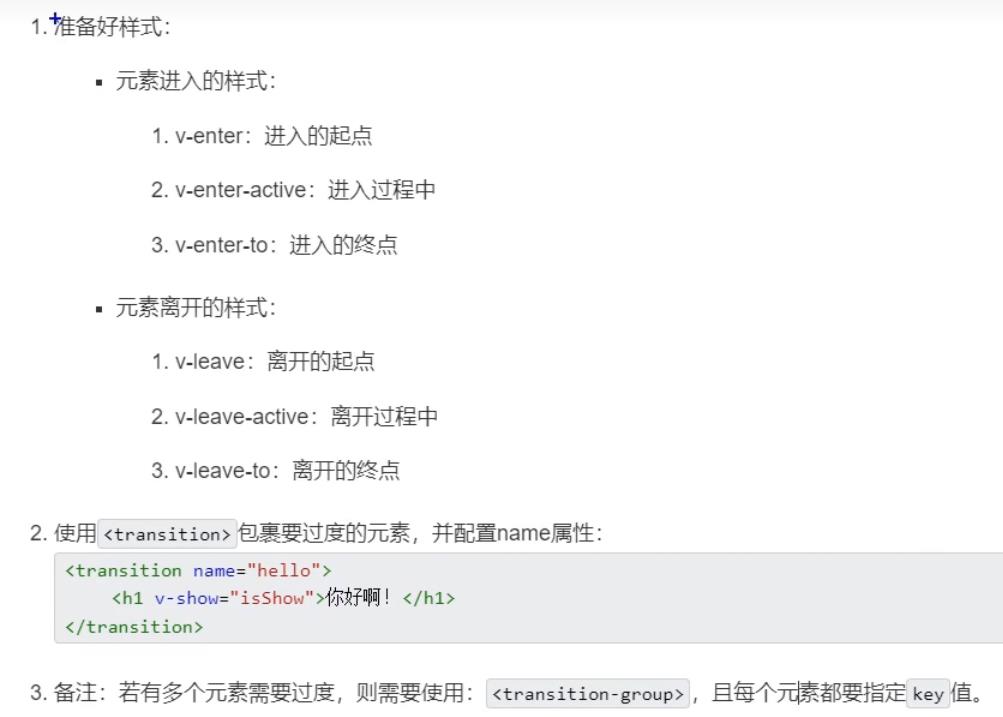 1. 准备好样式：
▪ 元素进入的样式：
1. v-enter：进入的起点
2. v-enter-active：进入过程中
3. v-enter-to：进入的终点
▪ 元素离开的样式：
1. v-leave：离开的起点
2. v-leave-active：离开过程中
3. v-leave-to：离开的终点
2. 使用<transition>包裹要过度的元素，并配置name属性：
<transition name="hello">
<h1 v-show="isShow">你好啊！</h1>
</transition>
3. 备注：若有多个元素需要过度，则需要使用：<transition-group>，且每个元素都要指定key值。